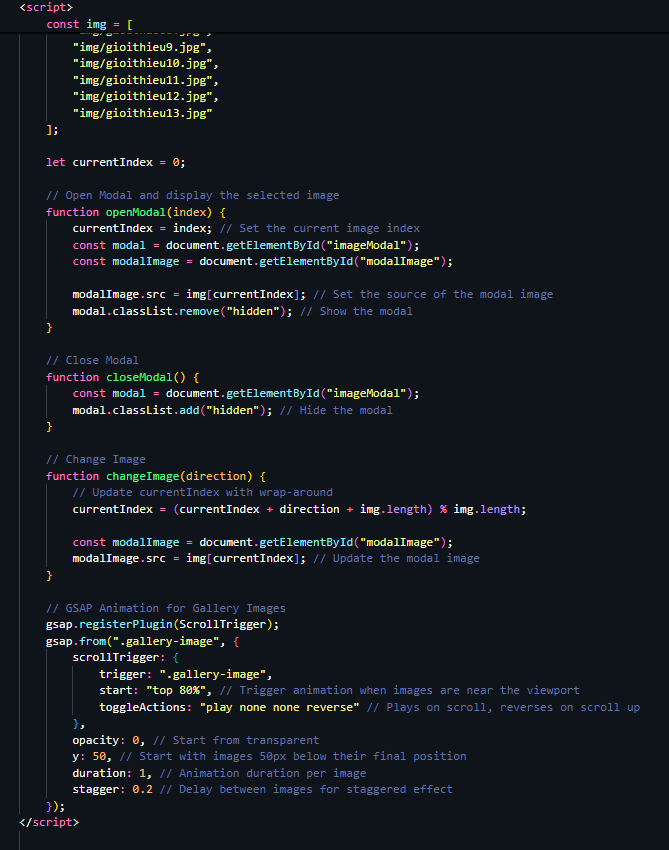 <script>
const img = [
"img/gioithieu9.jpg",
"img/gioithieu10.jpg",
"img/gioithieu11.jpg",
"img/gioithieu12.jpg",
"img/gioithieu13.jpg"
];
let currentIndex = 0;
// Open Modal and display the selected image
function openModal(index) {
currentIndex = index; // Set the current image index
const modal = document.getElementById("imageModal");
const modalImage = document.getElementById("modalImage");
modalImage.src = img[currentIndex]; // Set the source of the modal image
modal.classList.remove("hidden"); // Show the modal
}
// Close Modal
function closeModal() {
const modal = document.getElementById("imageModal");
modal.classList.add("hidden"); // Hide the modal
}
// Change Image
function changeImage(direction) {
// Update currentIndex with wrap-around
currentIndex = (currentIndex + direction + img.length) % img.length;
const modalImage = document.getElementById("modalImage");
modalImage.src = img[currentIndex]; // Update the modal image
}
// GSAP Animation for Gallery Images
gsap.registerPlugin(ScrollTrigger);
gsap.from(".gallery-image", {
scrollTrigger: {
trigger: ".gallery-image",
start: "top 80%", // Trigger animation when images are near the viewport
toggleActions: "play none none reverse" // Plays on scroll, reverses on scroll up
},
opacity: 0, // Start from transparent
y: 50, // Start with images 50px below their final position
duration: 1, // Animation duration per image
stagger: 0.2 // Delay between images for staggered effect
});
</script>